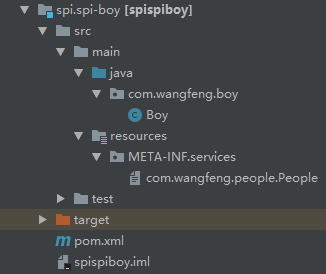 spi.spi-boy [spispiboy]
src
main
java
com.wangfeng.boy
Boy
resources
META-INF.services
com.wangfeng.people.People
test
target
pom.xml
spispiboy.iml